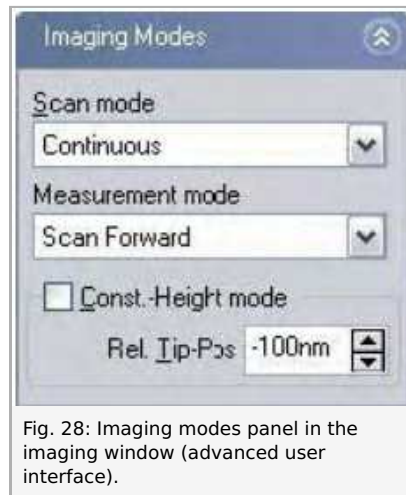 Imaging Modes
Scan mode
Continuous
Measurement mode
Scan Forward
Const.-Height mode
Rel. Tip-Pos -100nm
Fig. 28: Imaging modes panel in the
imaging window (advanced user
interface).